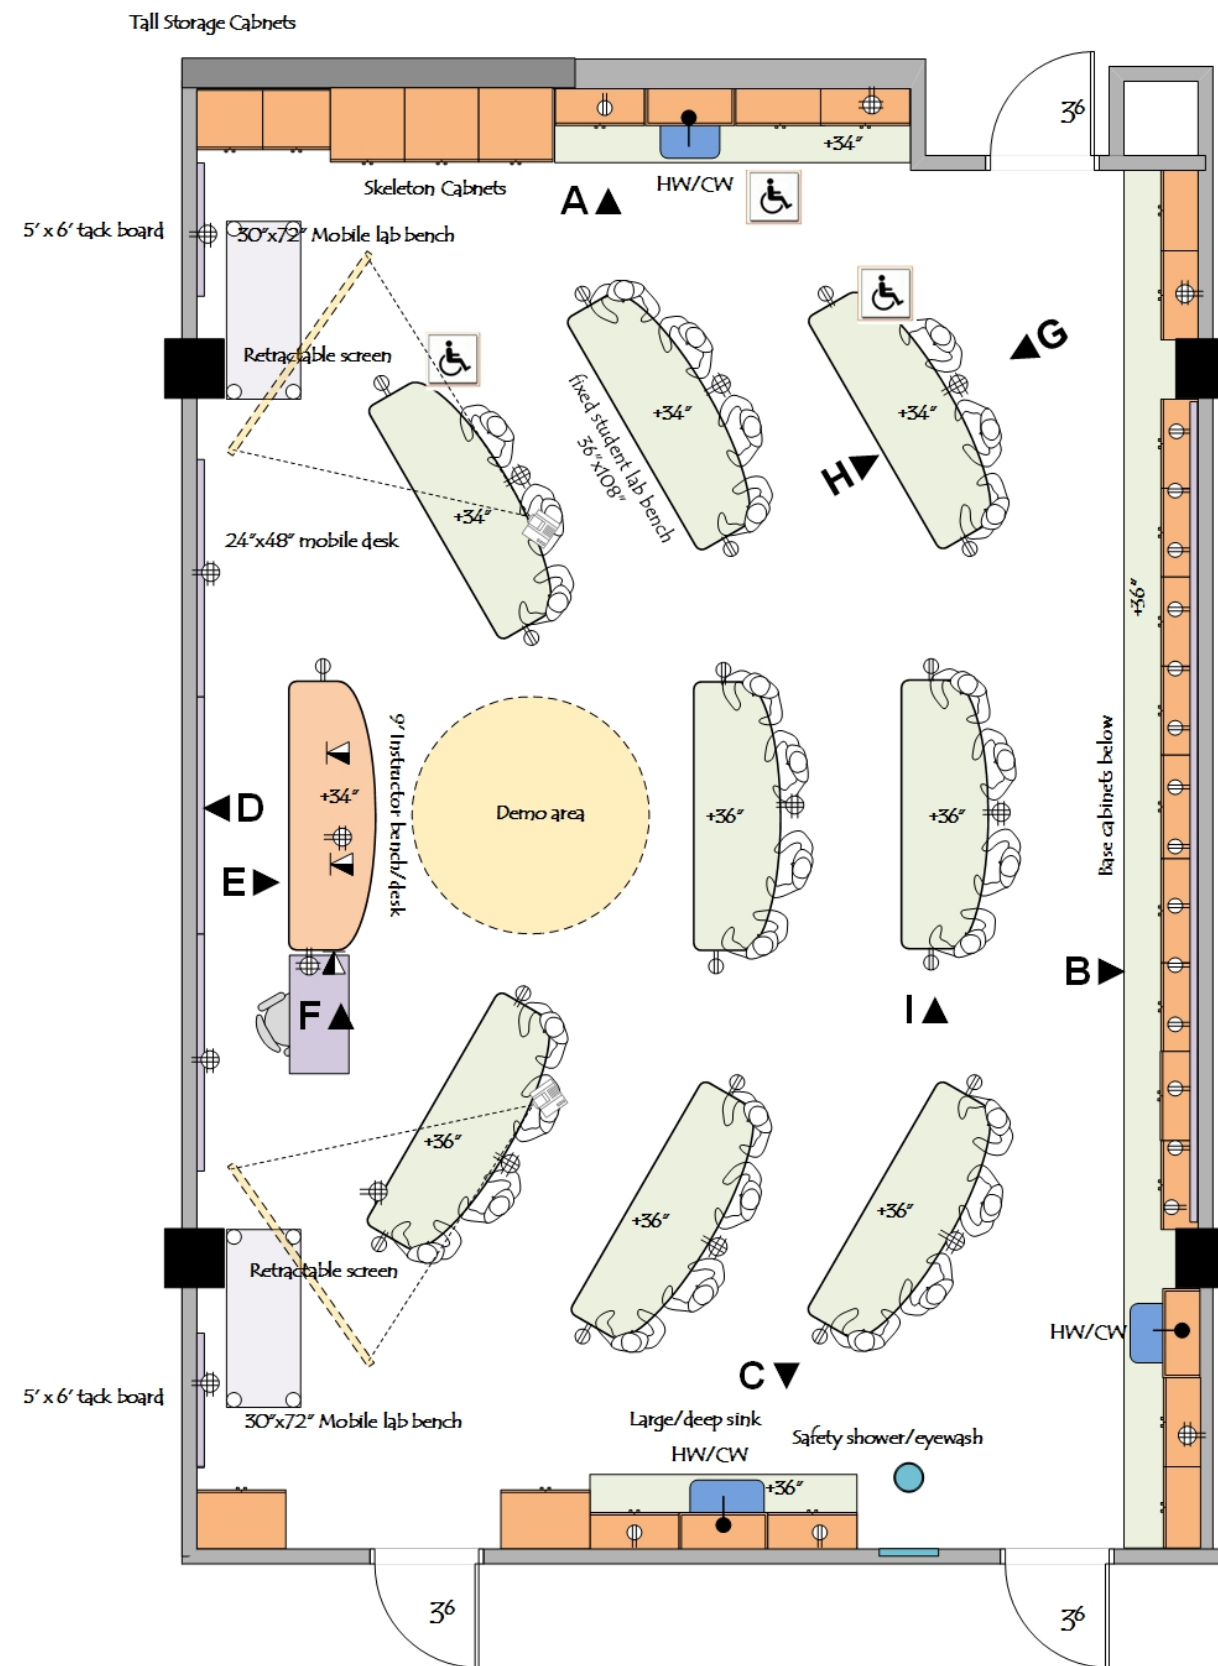 Tall Storage Cabnets
3⁶
+34"
Skeleton Cabnets
HW/CW
A
5' x 6' tack board
30"x72" Mobile lab bench
G
Retractable screen
fixed student lab bench
36"x108"
+34"
+34"
H
+34"
24"x48" mobile desk
+36"
9' Instructor bench/desk
Base cabinets below
+34"
D
Demo area
+36"
+36"
E
B
F
I
+36"
+36"
+36"
Retractable screen
HW/CW
C
5' x 6' tack board
30"x72" Mobile lab bench
Large/deep sink
HW/CW
Safety shower/eyewash
+36"
3⁶
3⁶